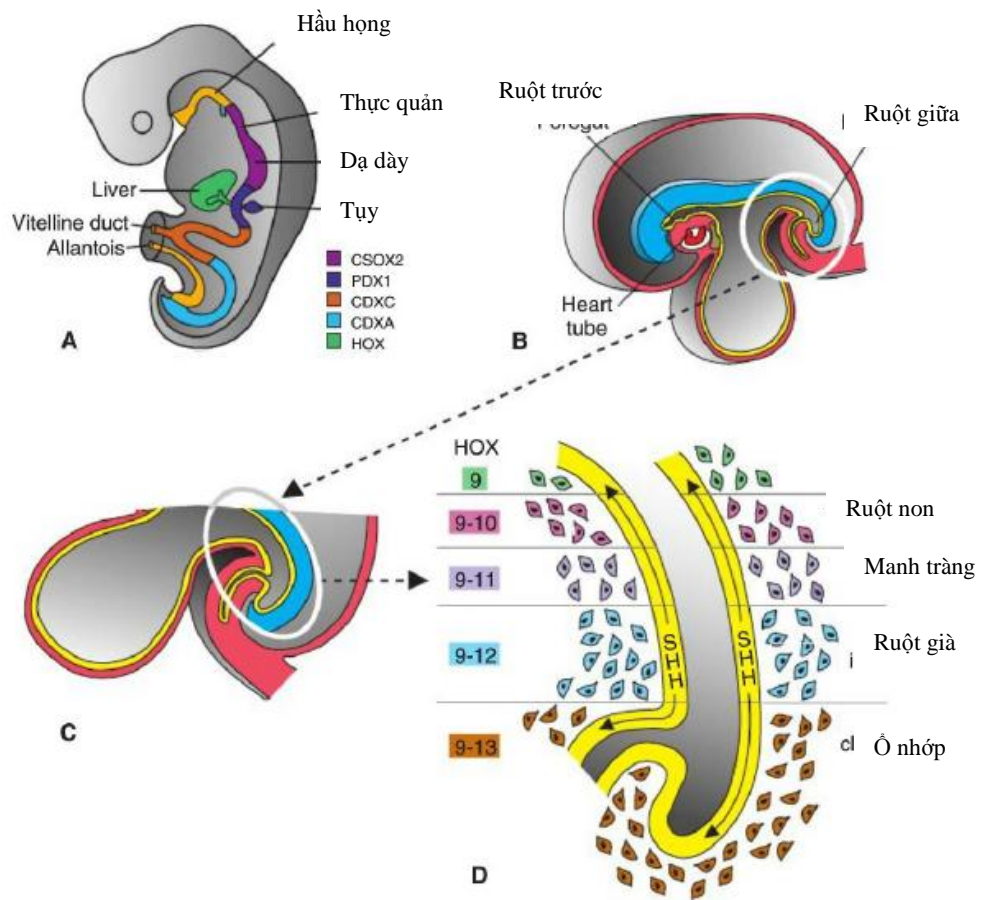 Hầu họng
Thực quản
Dạ dày
Liver
Tụy
Vitelline duct
Allantois
CSOX2
PDX1
CDXC
CDXA
HOX
A
Ruột trước
Ruột giữa
Heart
tube
B
C
HOX
9
9-10
Ruột non
9-11
Manh tràng
9-12
SHH
SHH
i
Ruột già
9-13
cl
Ổ nhớp
D